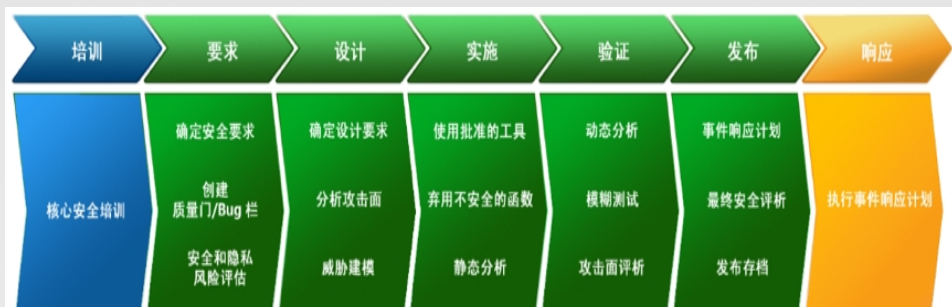 培训
要求
设计
实施
验证
发布
响应
核心安全培训
确定安全要求
创建
质量门/Bug 栏
安全和隐私
风险评估
确定设计要求
分析攻击面
威胁建模
使用批准的工具
弃用不安全的函数
静态分析
动态分析
模糊测试
攻击面评析
事件响应计划
最终安全评析
发布存档
执行事件响应计划